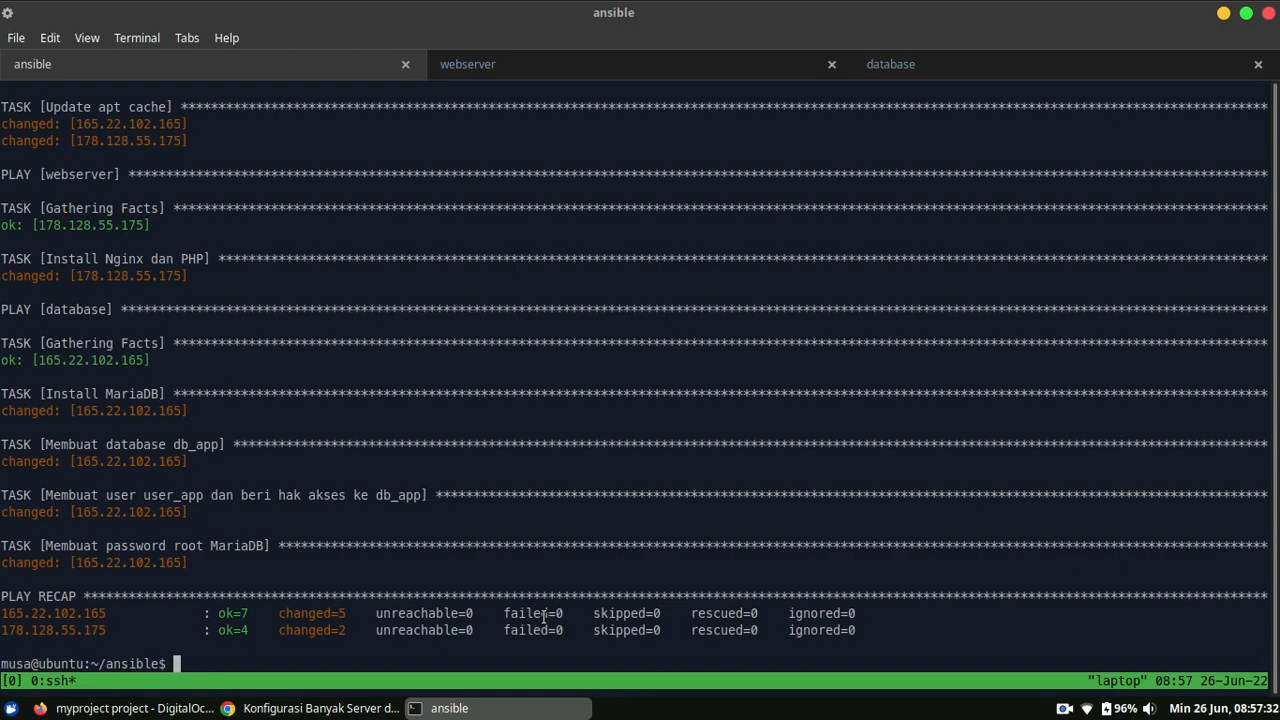 ansible
File Edit View Terminal Tabs Help
ansible webserver database
TASK [Update apt cache] ****************************************************************************************************************************************
changed: [165.22.102.165]
changed: [178.128.55.175]
PLAY [webserver] ***********************************************************************************************************************************************
TASK [Gathering Facts] *****************************************************************************************************************************************
ok: [178.128.55.175]
TASK [Install Nginx dan PHP] ***********************************************************************************************************************************
changed: [178.128.55.175]
PLAY [database] ************************************************************************************************************************************************
TASK [Gathering Facts] *****************************************************************************************************************************************
ok: [165.22.102.165]
TASK [Install MariaDB] *****************************************************************************************************************************************
changed: [165.22.102.165]
TASK [Membuat database db_app] *********************************************************************************************************************************
changed: [165.22.102.165]
TASK [Membuat user user_app dan beri hak akses ke db_app] ******************************************************************************************************
changed: [165.22.102.165]
TASK [Membuat password root MariaDB] ***************************************************************************************************************************
changed: [165.22.102.165]
PLAY RECAP *****************************************************************************************************************************************************
165.22.102.165 : ok=7 changed=5 unreachable=0 failed=0 skipped=0 rescued=0 ignored=0
178.128.55.175 : ok=4 changed=2 unreachable=0 failed=0 skipped=0 rescued=0 ignored=0
musa@ubuntu:~/ansible$
[0] 0:ssh* "laptop" 08:57 26-Jun-22
myproject project - DigitalOc... Konfigurasi Banyak Server d... ansible 96% Min 26 Jun, 08:57:32